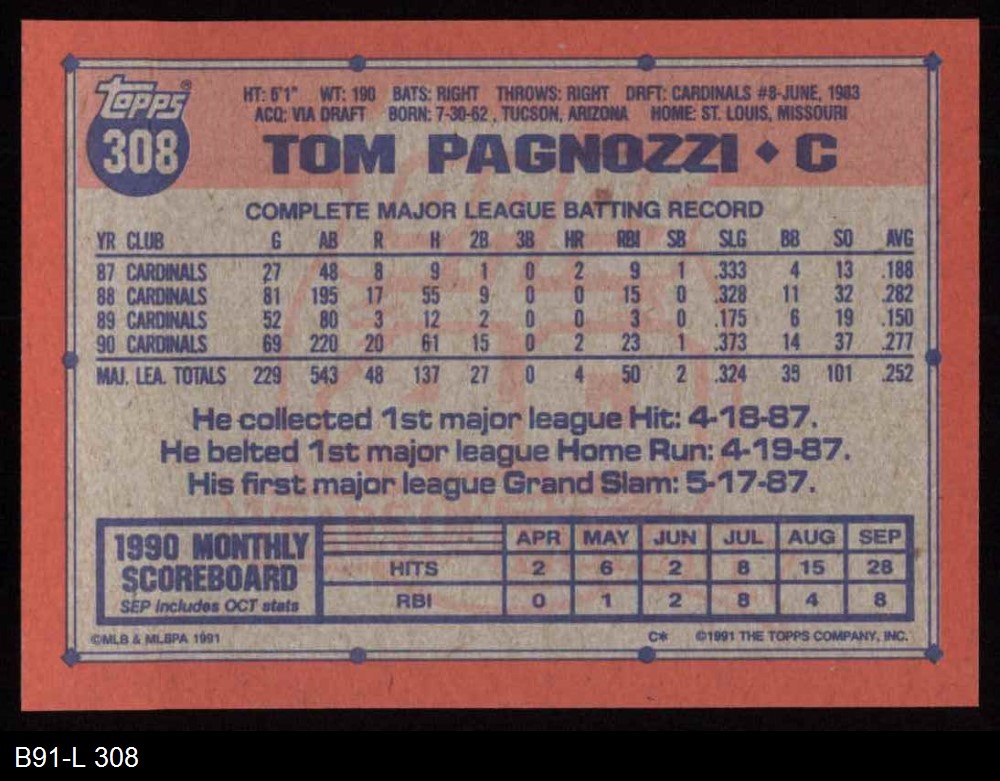 Topps®
308
HT: 6'1" WT: 190 BATS: RIGHT THROWS: RIGHT DRFT: CARDINALS #8-JUNE, 1983
ACQ: VIA DRAFT BORN: 7-30-62, TUCSON, ARIZONA HOME: ST. LOUIS, MISSOURI
TOM PAGNOZZI ♦ C
COMPLETE MAJOR LEAGUE BATTING RECORD
YR CLUB G AB R H 2B 3B HR RBI SB SLG BB SO AVG
87 CARDINALS 27 48 8 9 1 0 2 9 1 .333 4 13 .188
88 CARDINALS 81 195 17 55 9 0 0 15 0 .328 11 32 .282
89 CARDINALS 52 80 3 12 2 0 0 3 0 .175 6 19 .150
90 CARDINALS 69 220 20 61 15 0 2 23 1 .373 14 37 .277
MAJ. LEA. TOTALS 229 543 48 137 27 0 4 50 2 .324 35 101 .252
He collected 1st major league Hit: 4-18-87.
He belted 1st major league Home Run: 4-19-87.
His first major league Grand Slam: 5-17-87.
1990 MONTHLY
SCOREBOARD
SEP includes OCT stats
APR MAY JUN JUL AUG SEP
HITS 2 6 2 8 15 28
RBI 0 1 2 8 4 8
©MLB & MLBPA 1991 C* ©1991 THE TOPPS COMPANY, INC.
B91-L 308